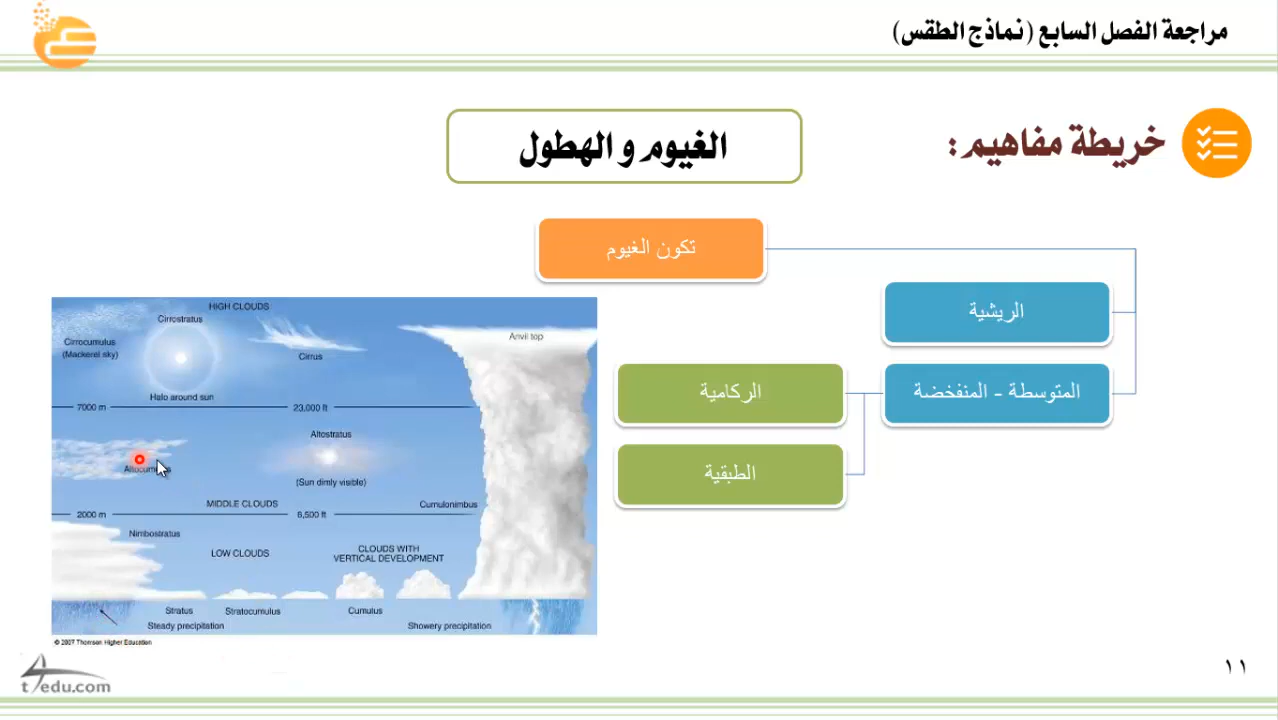 مراجعة الفصل السابع (نماذج الطقس)
خريطة مفاهيم:
الغيوم و الهطول
تكون الغيوم
الريشية
المتوسطة - المنفخضة
الركامية
الطبقية
HIGH CLOUDS
Cirrostratus
Cirrocumulus
(Mackerel sky)
Cirrus
Anvil top
Halo around sun
7000 m
23,000 ft
Altostratus
Altocumulus
(Sun dimly visible)
MIDDLE CLOUDS
Cumulonimbus
2000 m
6,500 ft
Nimbostratus
LOW CLOUDS
CLOUDS WITH
VERTICAL DEVELOPMENT
Stratus
Stratocumulus
Cumulus
Steady precipitation
Showery precipitation
© 2007 Thomson Higher Education
t4edu.com
١١